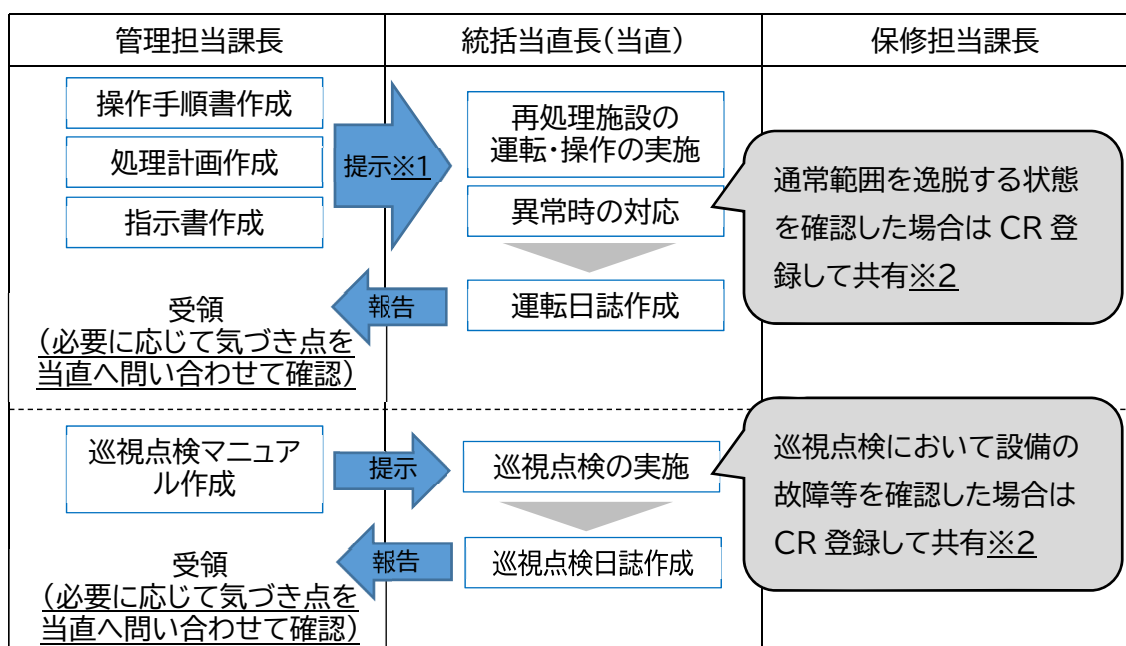 管理担当課長
統括当直長(当直)
保修担当課長
操作手順書作成
処理計画作成
指示書作成
提示※1
再処理施設の
運転・操作の実施
異常時の対応
通常範囲を逸脱する状態
を確認した場合は CR 登
録して共有※2
運転日誌作成
報告
受領
(必要に応じて気づき点を
当直へ問い合わせて確認)
巡視点検マニュア
ル作成
提示
巡視点検の実施
巡視点検において設備の
故障等を確認した場合は
CR 登録して共有※2
巡視点検日誌作成
報告
受領
(必要に応じて気づき点を
当直へ問い合わせて確認)